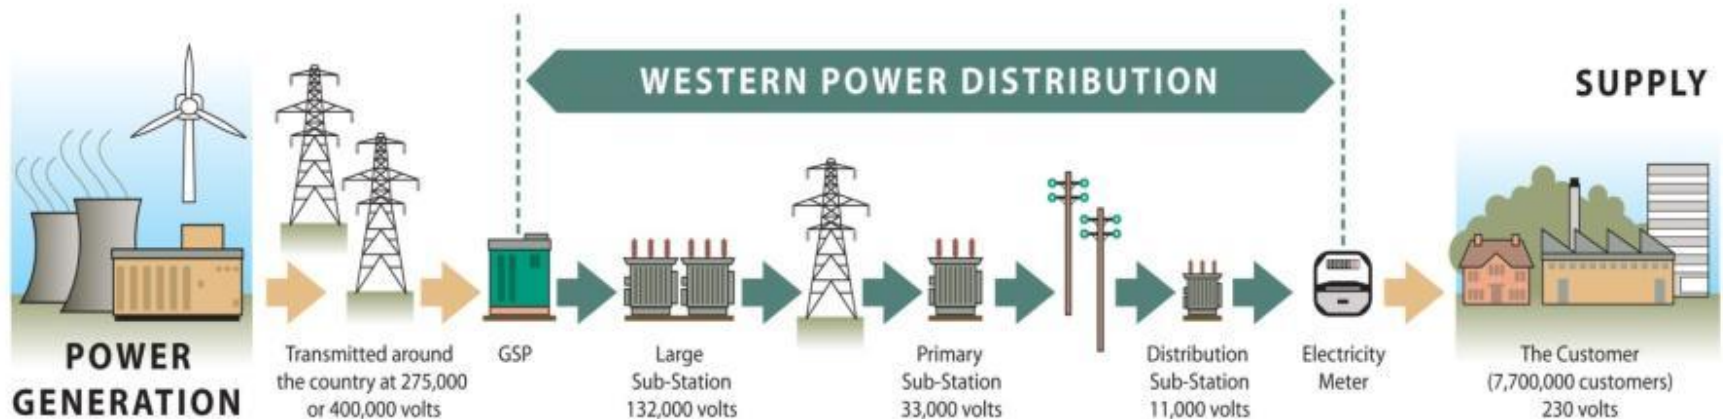 WESTERN POWER DISTRIBUTION
SUPPLY
POWER
GENERATION
Transmitted around
the country at 275,000
or 400,000 volts
GSP
Large
Sub-Station
132,000 volts
Primary
Sub-Station
33,000 volts
Distribution
Sub-Station
11,000 volts
Electricity
Meter
The Customer
(7,700,000 customers)
230 volts